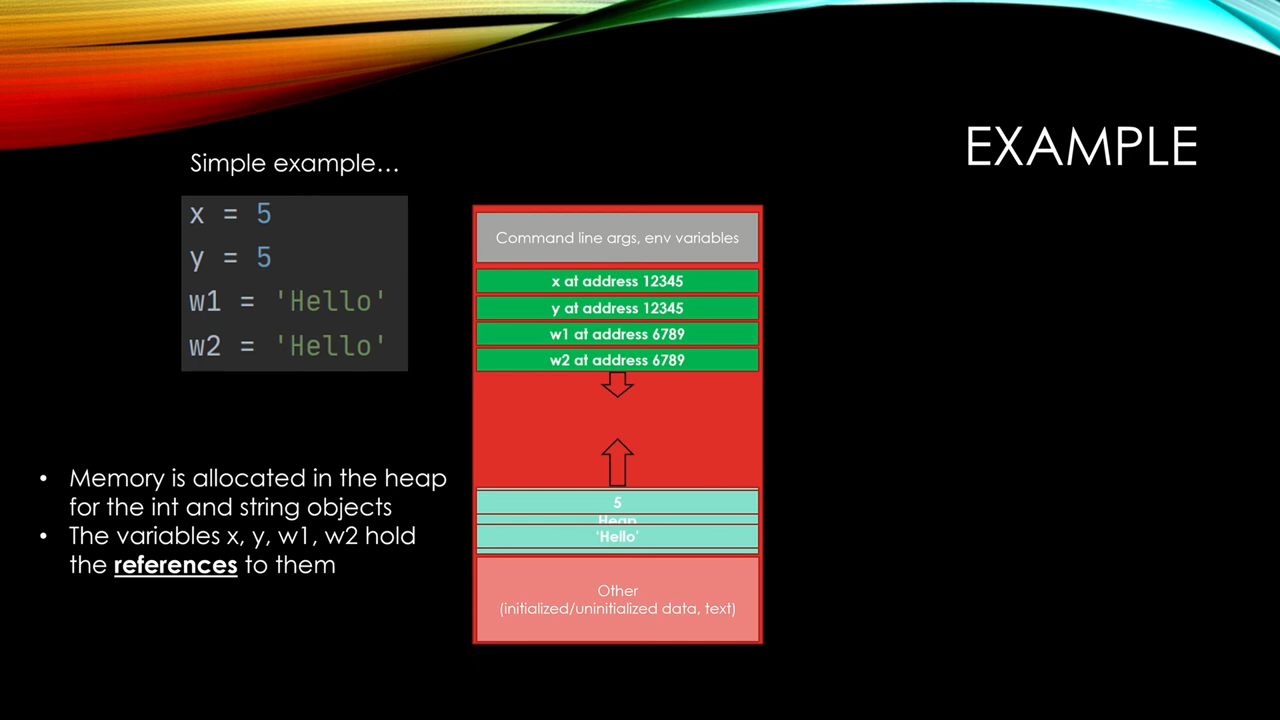 EXAMPLE
Simple example...
x = 5
y = 5
w1 = 'Hello'
w2 = 'Hello'
• Memory is allocated in the heap
for the int and string objects
• The variables x, y, w1, w2 hold
the references to them
Command line args, env variables
x at address 12345
y at address 12345
w1 at address 6789
w2 at address 6789
5
Heap
'Hello'
Other
(initialized/uninitialized data, text)